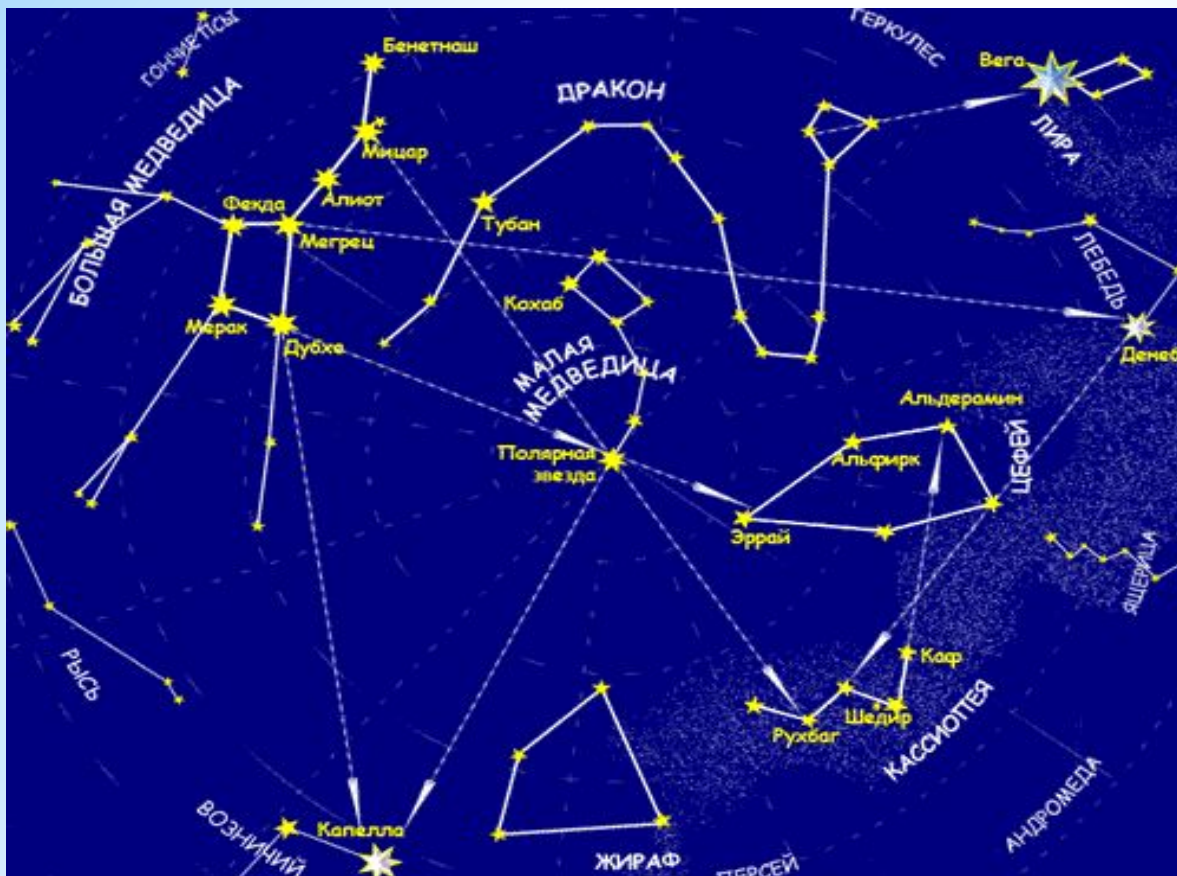 ГОНЧИЕ ПСЫ
Бенетнаш
ГЕРКУЛЕС
Вега
ДРАКОН
БОЛЬШАЯ МЕДВЕДИЦА
Мицар
ЛИРА
Алиот
Фекда
Тубан
Мегрец
ЛЕБЕДЬ
Кохаб
Мерак
Дубхе
Денеб
МАЛАЯ
МЕДВЕДИЦА
Альдерамин
Полярная
звезда
Альфирк
ЦЕФЕЙ
Эррай
ЯЩЕРИЦА
РЫСЬ
Каф
Шедир
Рухбаг
КАССИОПЕЯ
АНДРОМЕДА
ВОЗНИЧИЙ
Капелла
ЖИРАФ
ПЕРСЕЙ